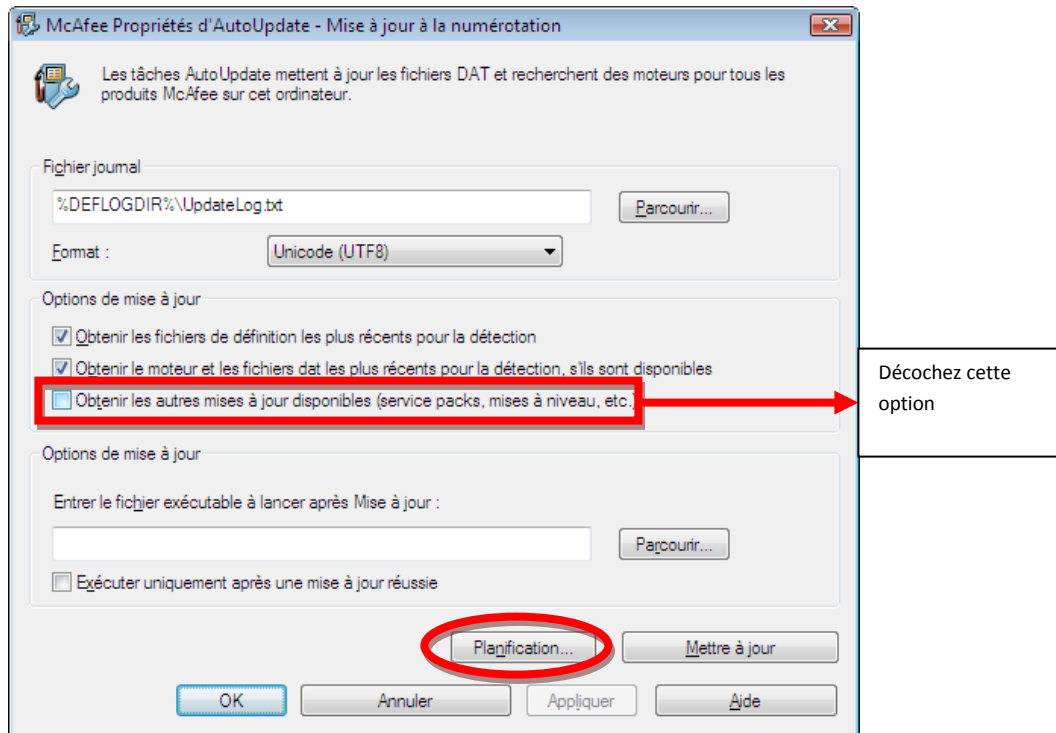 McAfee Propriétés d'AutoUpdate - Mise à jour à la numérotation
Les tâches AutoUpdate mettent à jour les fichiers DAT et recherchent des moteurs pour tous les
produits McAfee sur cet ordinateur.
Fichier journal
%DEFLOGDIR%\UpdateLog.txt
Parcourir...
Format :
Unicode (UTF8)
Options de mise à jour
Obtenir les fichiers de définition les plus récents pour la détection
Obtenir le moteur et les fichiers dat les plus récents pour la détection, s'ils sont disponibles
Obtenir les autres mises à jour disponibles (service packs, mises à niveau, etc.)
Décochez cette
option
Options de mise à jour
Entrer le fichier exécutable à lancer après Mise à jour :
Parcourir...
Exécuter uniquement après une mise à jour réussie
Planification...
Mettre à jour
OK
Annuler
Appliquer
Aide